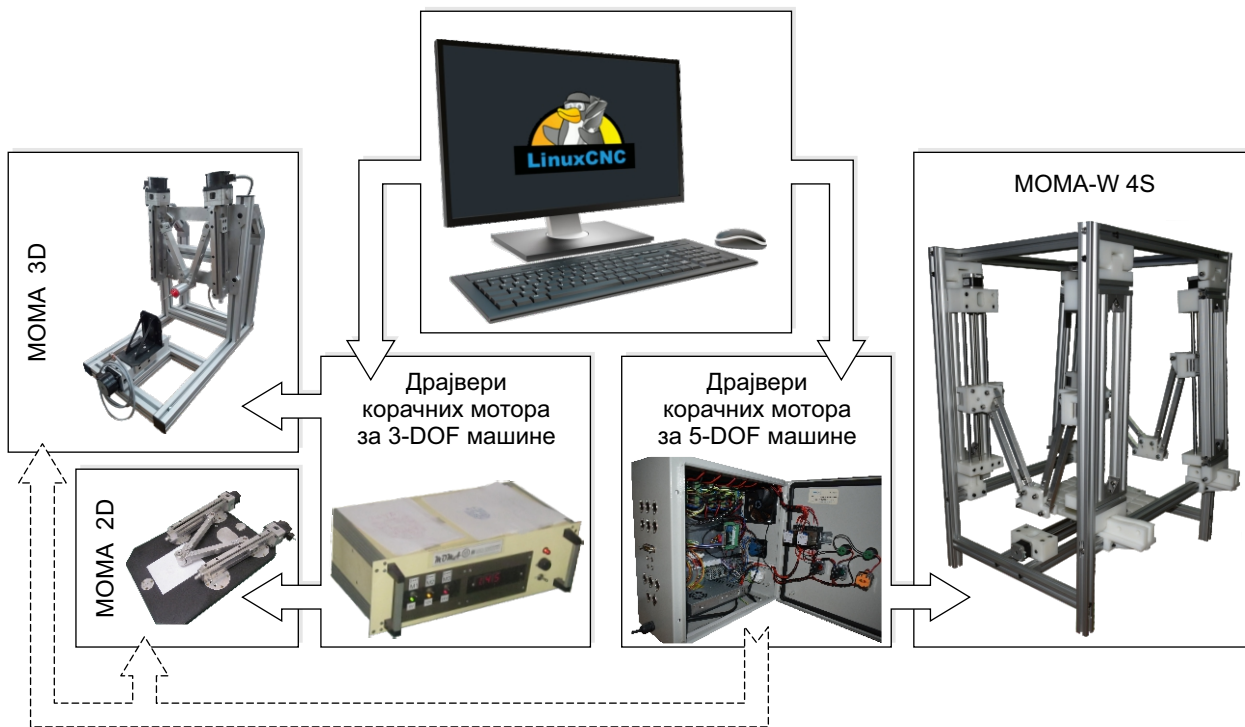 LinuxCNC
MOMA 3D
MOMA-W 4S
Драјвери
корачних мотора
за 3-DOF машине
Драјвери
корачних мотора
за 5-DOF машине
MOMA 2D